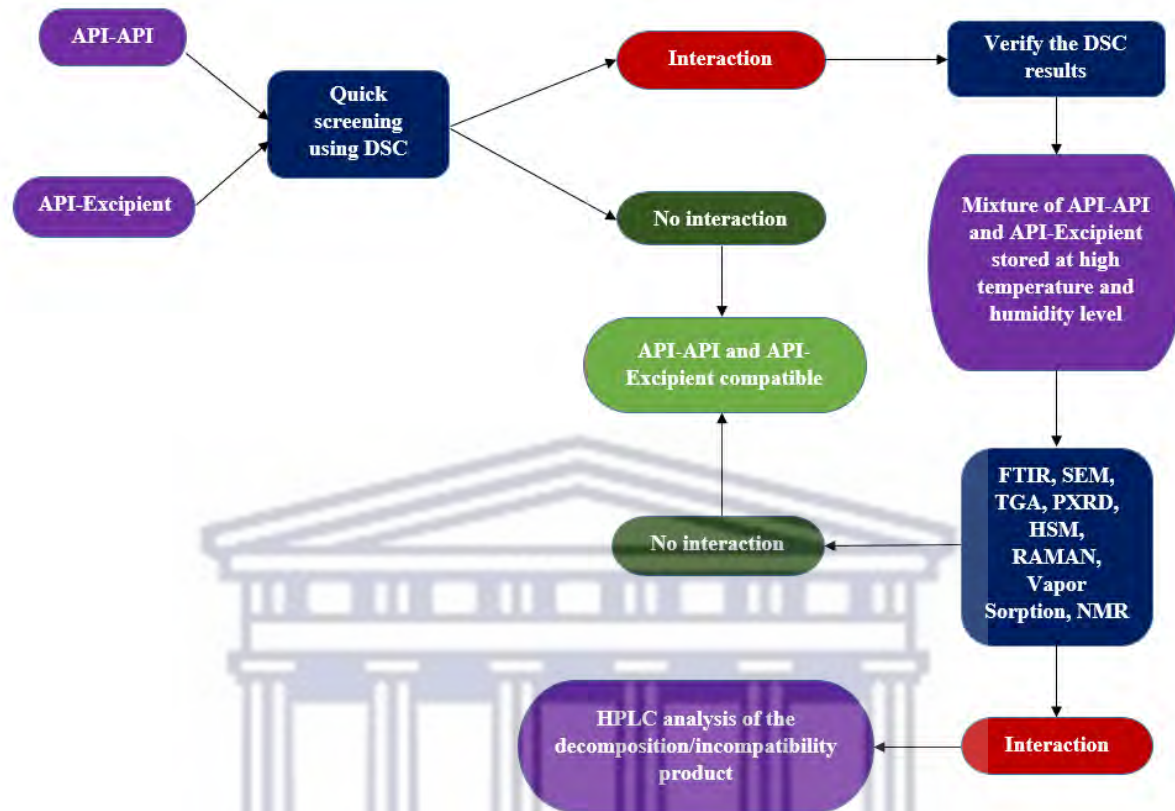 API-API
API-Excipient
Quick
screening
using DSC
Interaction
Verify the DSC
results
No interaction
Mixture of API-API
and API-Excipient
stored at high
temperature and
humidity level
API-API and API-
Excipient compatible
FTIR, SEM,
TGA, PXRD,
HSM,
RAMAN,
Vapor
Sorption, NMR
No interaction
Interaction
HPLC analysis of the
decomposition/incompatibility
product